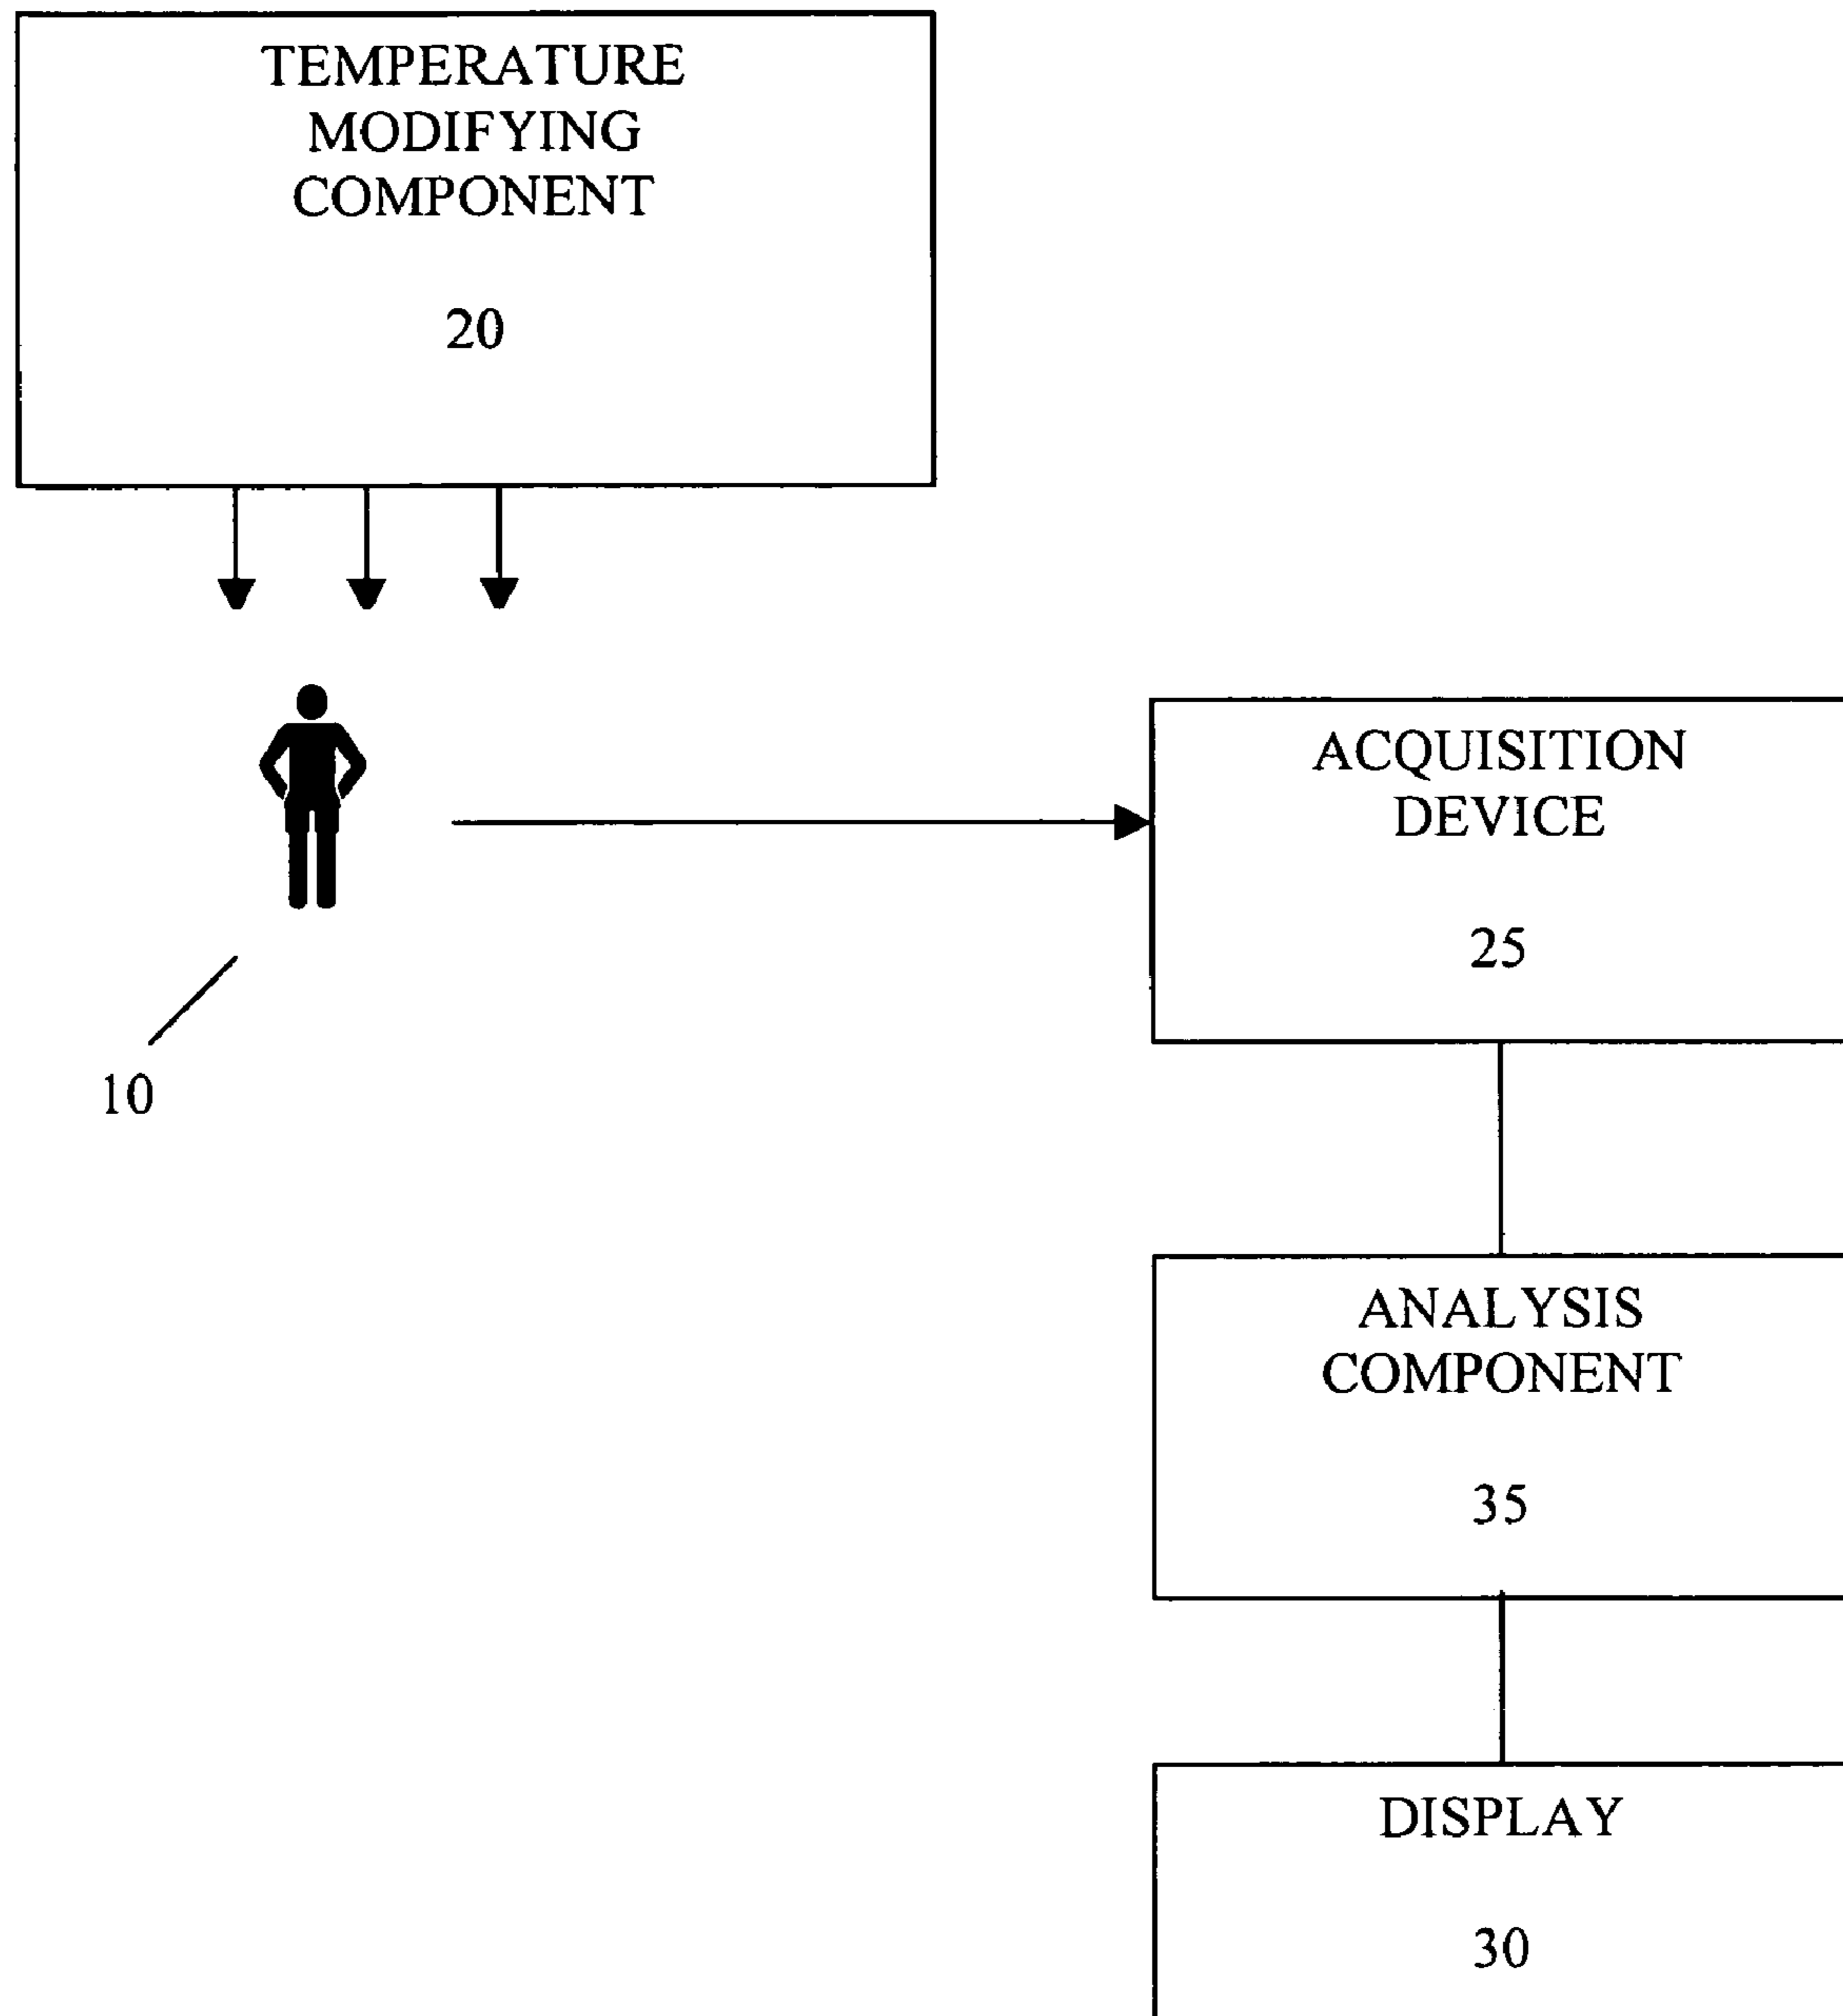 TEMPERATURE
MODIFYING
COMPONENT
20
ACQUISITION
DEVICE
25
10
ANALYSIS
COMPONENT
35
DISPLAY
30